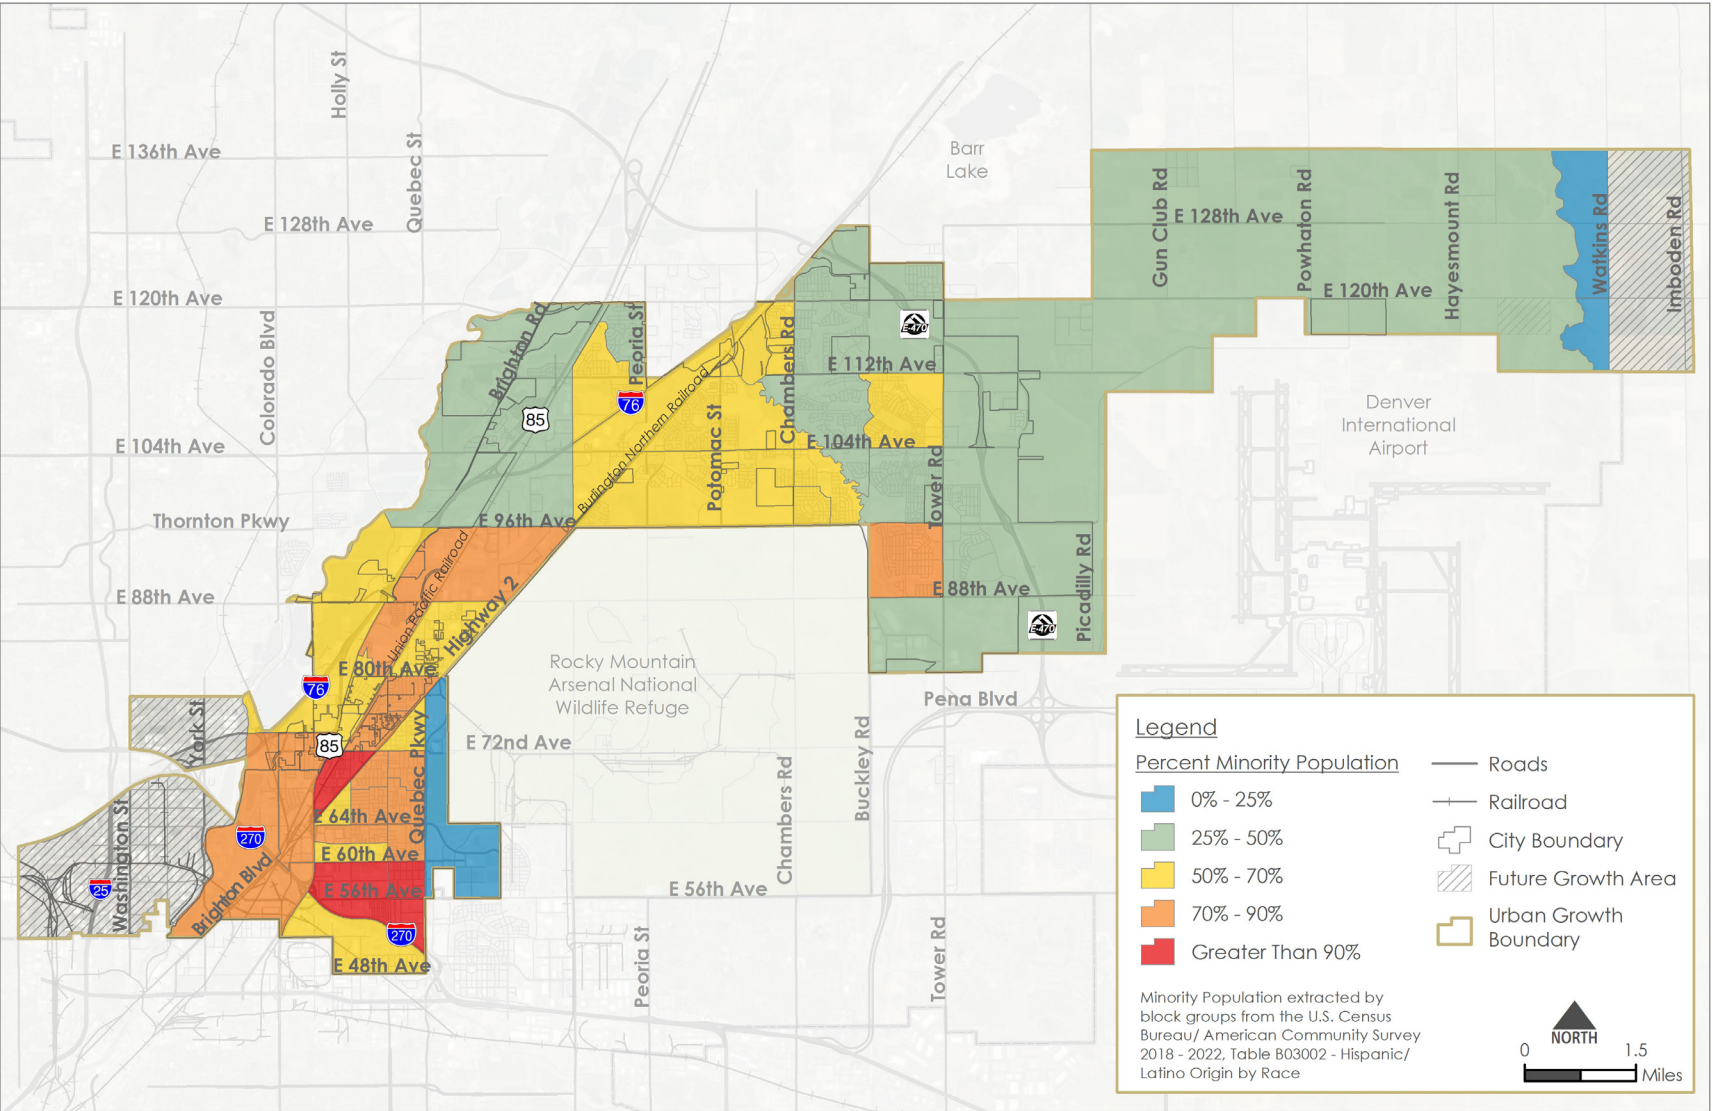 Holly St
Quebec St
E 136th Ave
Barr
Lake
E 128th Ave
Gun Club Rd
E 128th Ave
Powhaton Rd
Hayesmount Rd
Watkins Rd
Imboden Rd
E 120th Ave
E 120th Ave
Colorado Blvd
Brighton Rd
Peoria St
Chambers Rd
E-470
E 112th Ave
85
76
Burlington Northern Railroad
Potomac St
Denver
International
Airport
E 104th Ave
E 104th Ave
Tower Rd
Thornton Pkwy
E 96th Ave
Union Pacific Railroad
Highway 2
E 88th Ave
E 88th Ave
Picadilly Rd
E-470
E 80th Ave
76
Rocky Mountain
Arsenal National
Wildlife Refuge
Pena Blvd
York St
85
Quebec Pkwy
E 72nd Ave
Buckley Rd
Chambers Rd
E 64th Ave
270
E 60th Ave
Washington St
25
Brighton Blvd
E 56th Ave
E 56th Ave
270
E 48th Ave
Peoria St
Tower Rd
Legend
Percent Minority Population
0% - 25%
25% - 50%
50% - 70%
70% - 90%
Greater Than 90%
Roads
Railroad
City Boundary
Future Growth Area
Urban Growth
Boundary
Minority Population extracted by
block groups from the U.S. Census
Bureau/ American Community Survey
2018 - 2022, Table B03002 - Hispanic/
Latino Origin by Race
NORTH
0 1.5
Miles